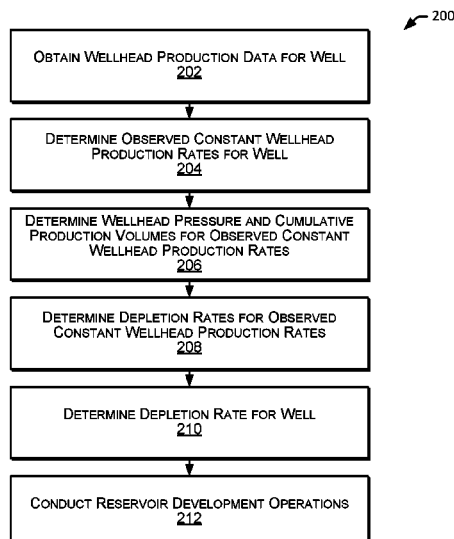 200
OBTAIN WELLHEAD PRODUCTION DATA FOR WELL
202
DETERMINE OBSERVED CONSTANT WELLHEAD
PRODUCTION RATES FOR WELL
204
DETERMINE WELLHEAD PRESSURE AND CUMULATIVE
PRODUCTION VOLUMES FOR OBSERVED CONSTANT
WELLHEAD PRODUCTION RATES
206
DETERMINE DEPLETION RATES FOR OBSERVED
CONSTANT WELLHEAD PRODUCTION RATES
208
DETERMINE DEPLETION RATE FOR WELL
210
CONDUCT RESERVOIR DEVELOPMENT OPERATIONS
212